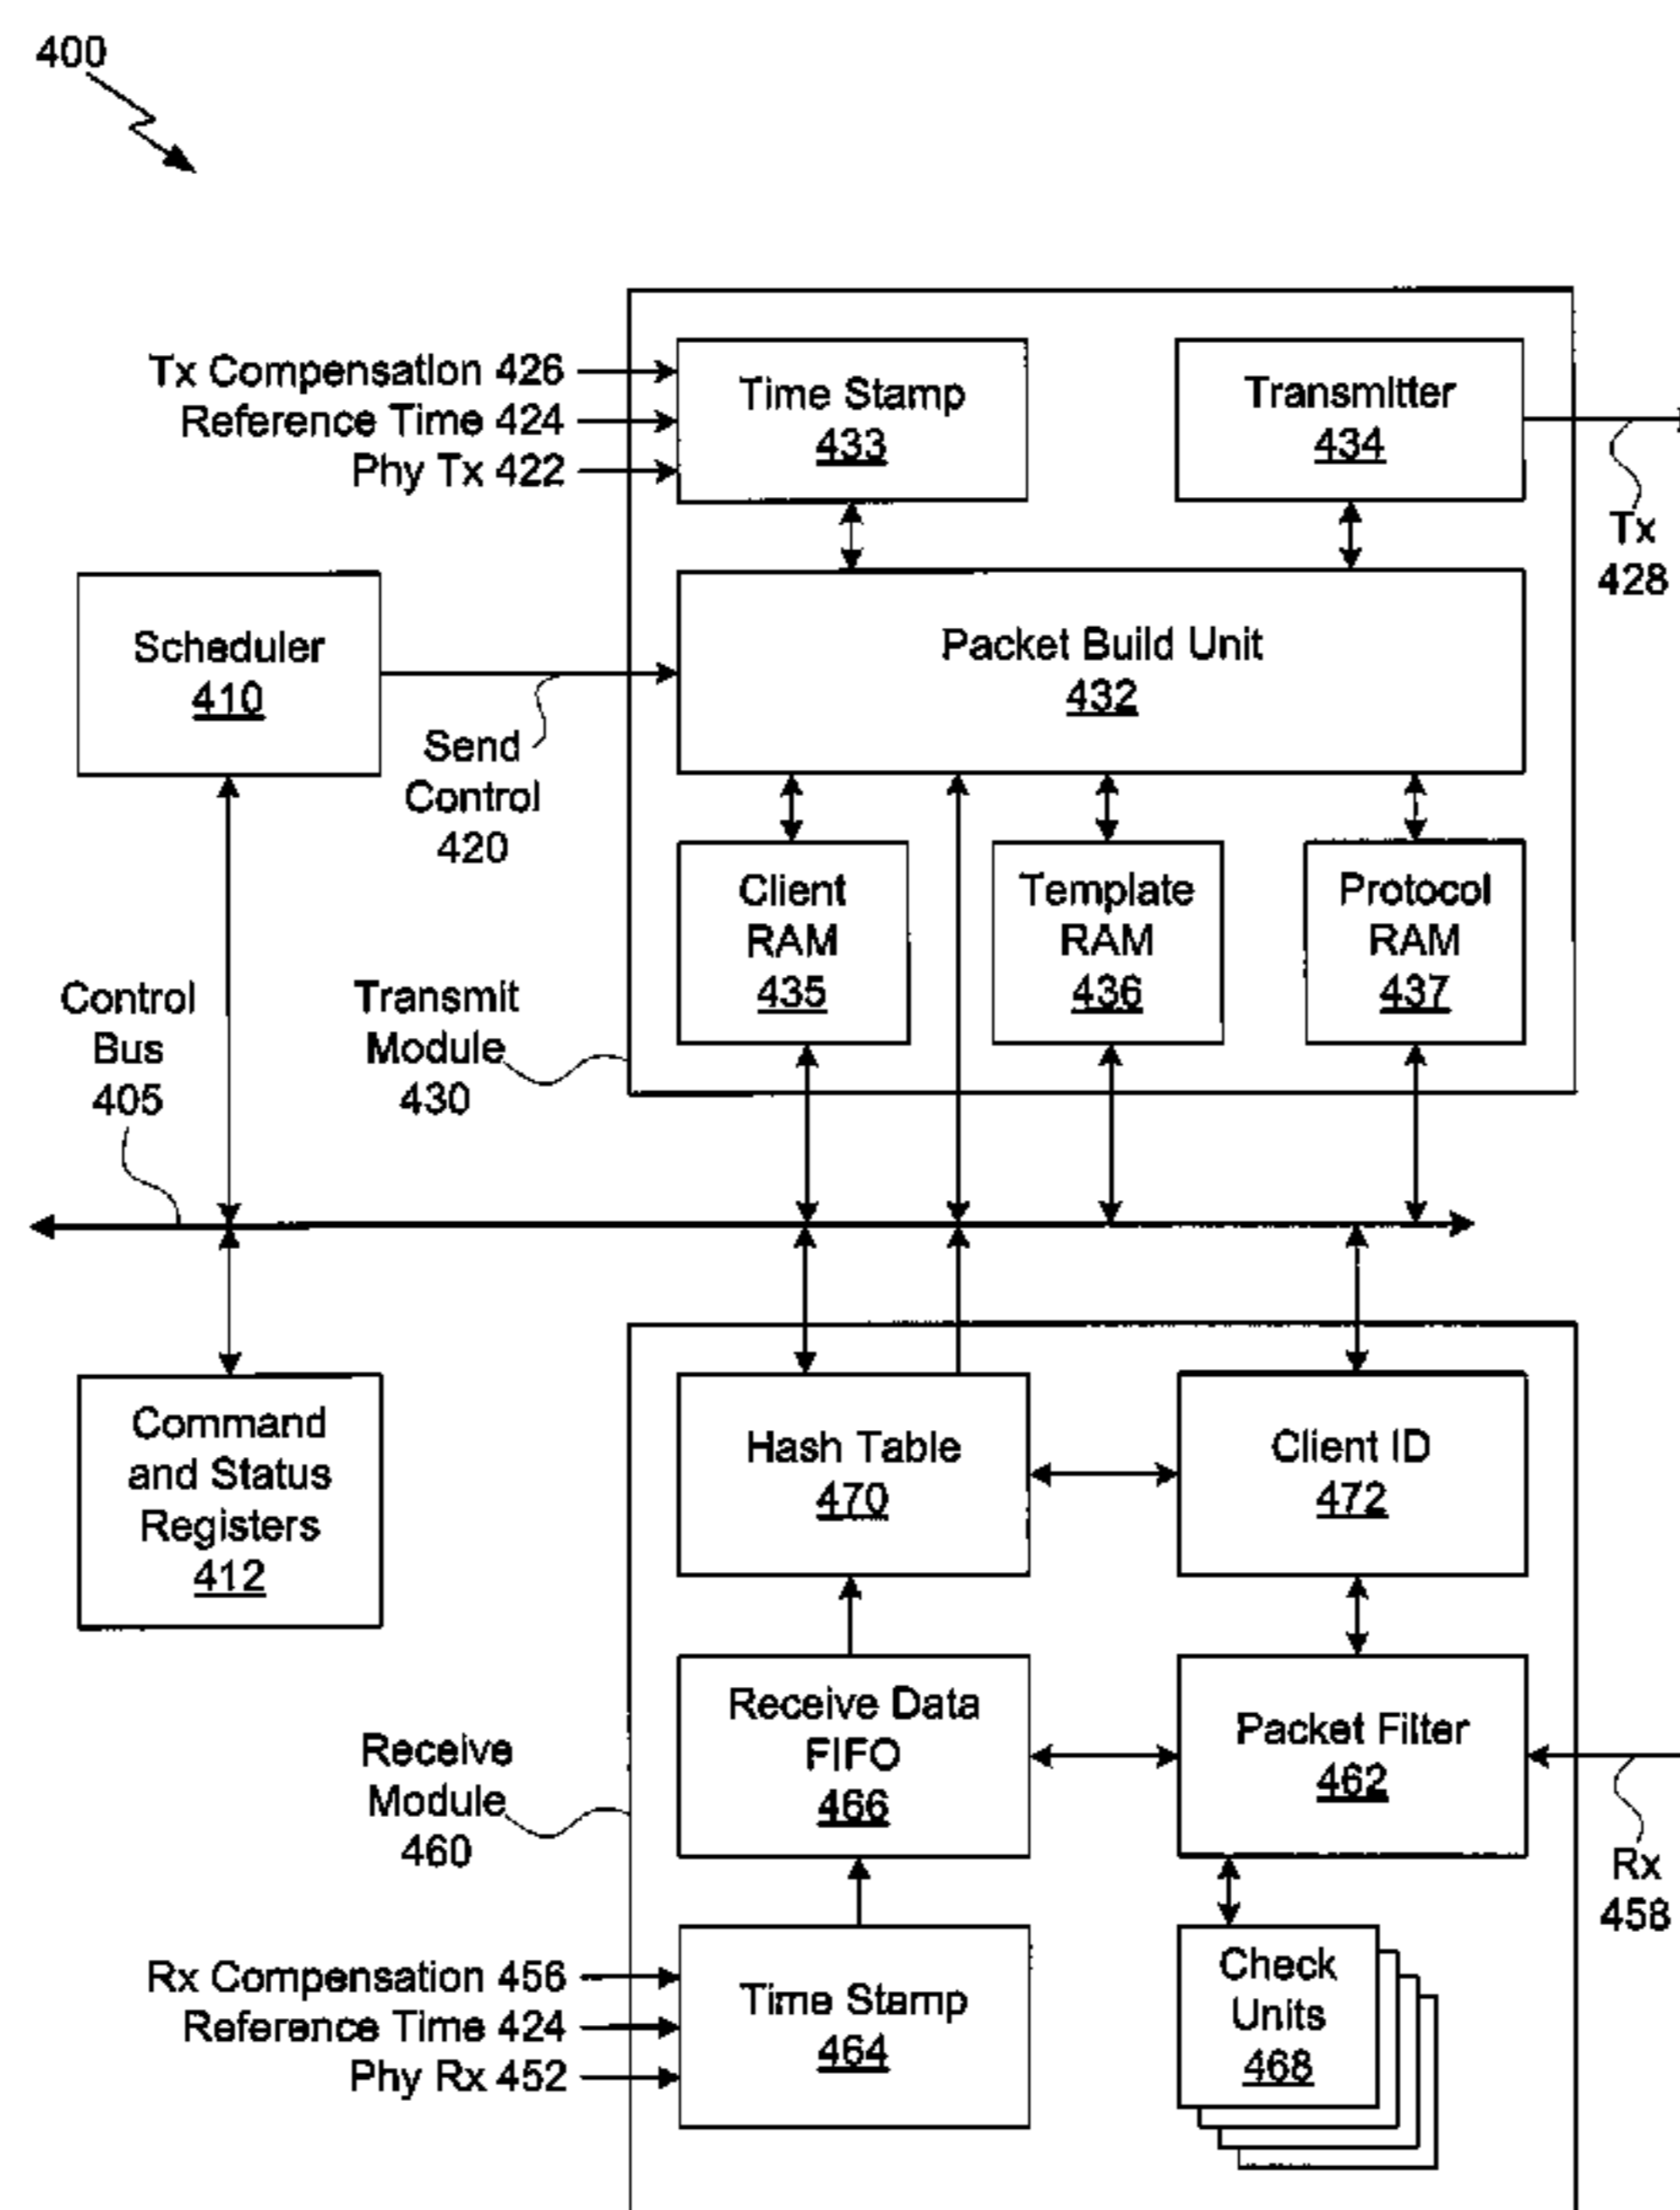 400
Tx Compensation 426
Reference Time 424
Phy Tx 422
Time Stamp
433
Transmitter
434
Tx
428
Scheduler
410
Send
Control
420
Packet Build Unit
432
Client
RAM
435
Template
RAM
436
Protocol
RAM
437
Control
Bus
405
Transmit
Module
430
Command
and Status
Registers
412
Hash Table
470
Client ID
472
Receive
Module
460
Receive Data
FIFO
466
Packet Filter
462
Rx
458
Rx Compensation 456
Reference Time 424
Phy Rx 452
Time Stamp
464
Check
Units
468